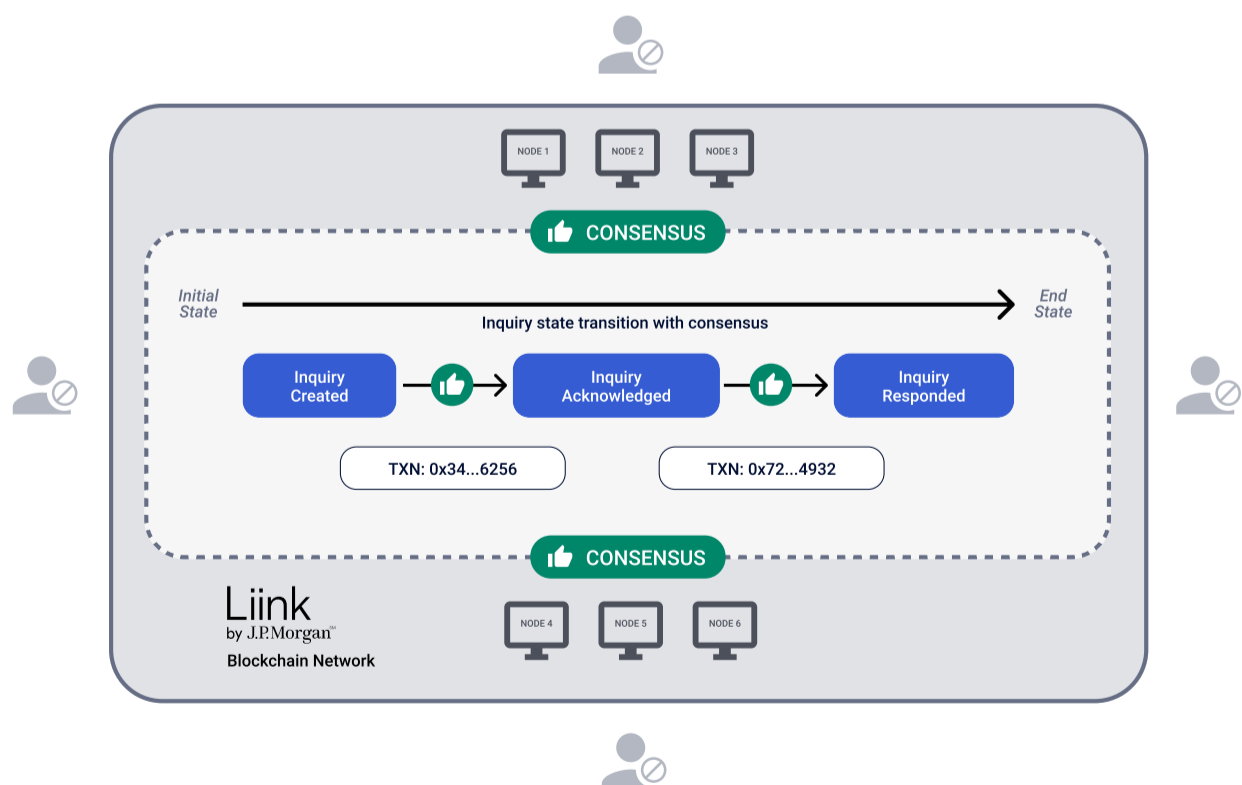 NODE 1
NODE 2
NODE 3
CONSENSUS
Initial
State
End
State
Inquiry state transition with consensus
Inquiry
Created
Inquiry
Acknowledged
Inquiry
Responded
TXN: 0x34...6256
TXN: 0x72...4932
CONSENSUS
Liink
by J.P.Morgan™
Blockchain Network
NODE 4
NODE 5
NODE 6